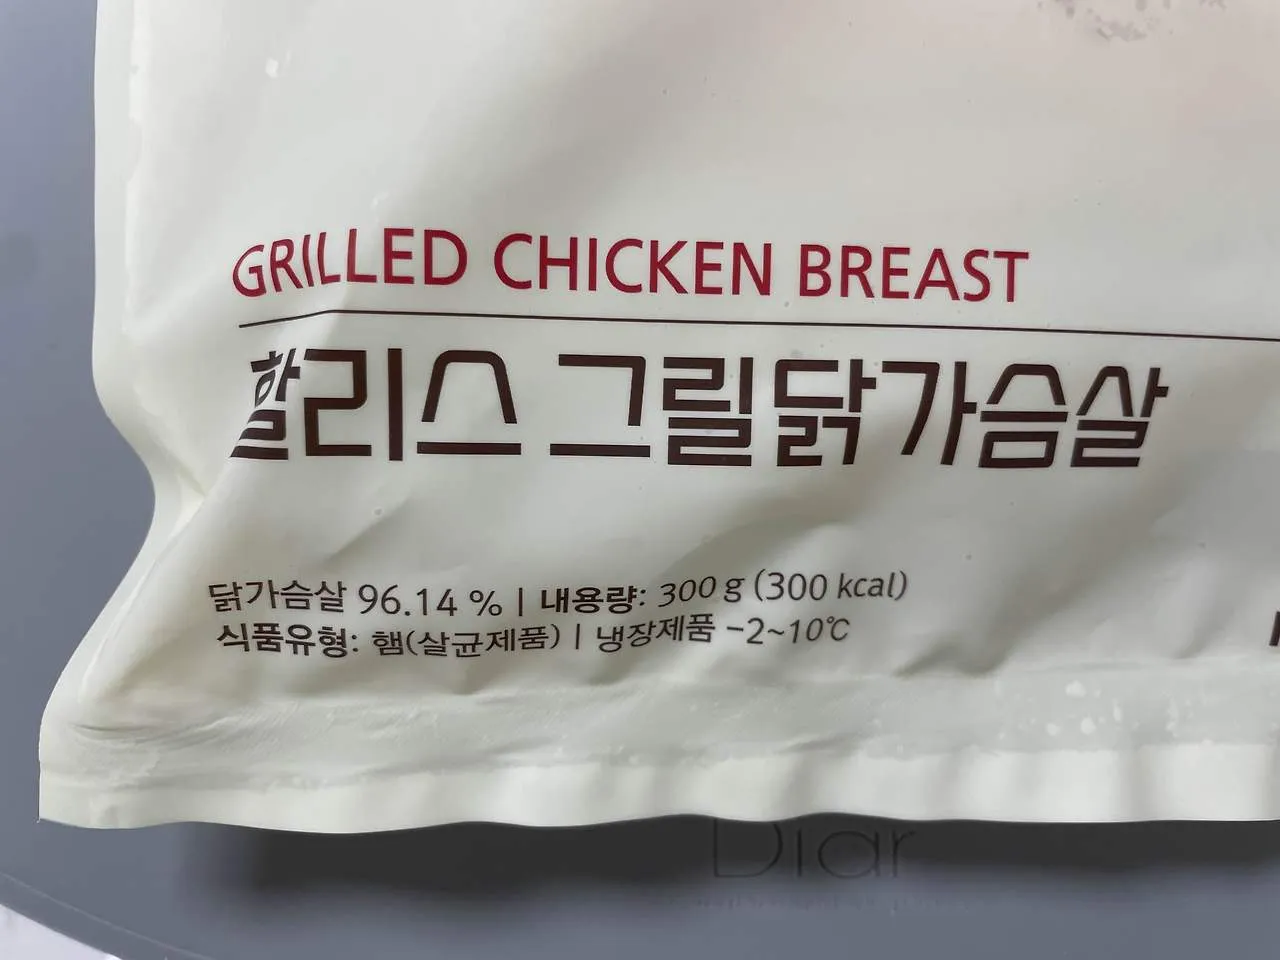 GRILLED CHICKEN BREAST
할리스 그릴닭가슴살
닭가슴살 96.14 % | 내용량: 300 g (300 kcal)
식품유형: 햄(살균제품) | 냉장제품 -2~10℃
Diar